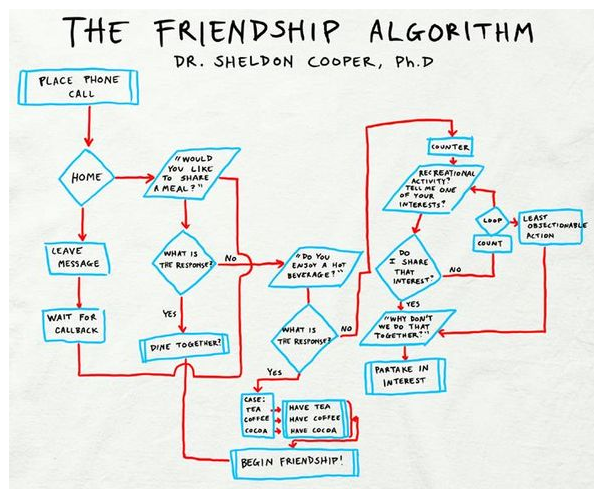 THE FRIENDSHIP ALGORITHM
DR. SHELDON COOPER, Ph.D
PLACE PHONE
CALL
HOME
"WOULD
YOU LIKE
TO SHARE
A MEAL?"
LEAVE
MESSAGE
WAIT FOR
CALLBACK
WHAT IS
THE RESPONSE?
NO
YES
DINE TOGETHER?
"DO YOU
ENJOY A HOT
BEVERAGE?"
WHAT IS
THE RESPONSE?
NO
YES
CASE:
TEA
COFFEE
COCOA
HAVE TEA
HAVE COFFEE
HAVE COCOA
BEGIN FRIENDSHIP!
COUNTER
RECREATIONAL
ACTIVITY?
TELL ME ONE
OF YOUR
INTERESTS?
LOOP
COUNT
LEAST
OBJECTIONABLE
ACTION
DO
I SHARE
THAT
INTEREST?
NO
YES
"WHY DON'T
WE DO THAT
TOGETHER?"
PARTAKE IN
INTEREST